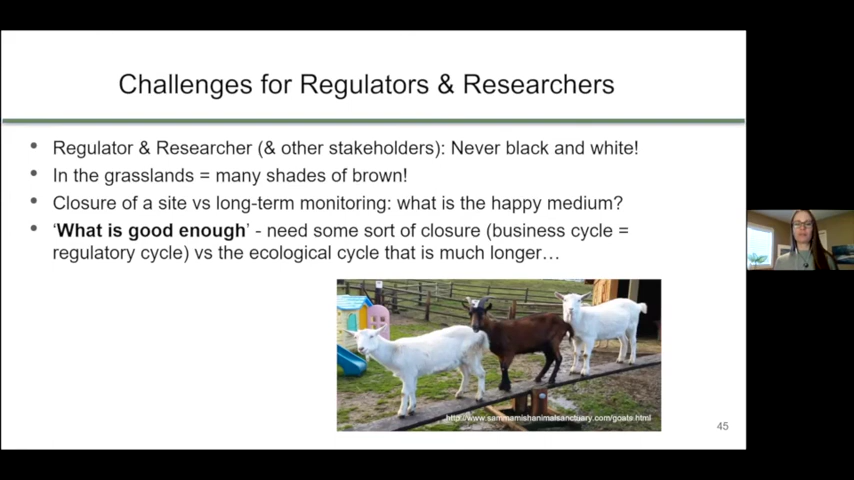 Challenges for Regulators & Researchers
Regulator & Researcher (& other stakeholders): Never black and white!
In the grasslands = many shades of brown!
Closure of a site vs long-term monitoring: what is the happy medium?
‘What is good enough’ - need some sort of closure (business cycle =
regulatory cycle) vs the ecological cycle that is much longer…
http://www.sammamishanimalsanctuary.com/goats.html
45